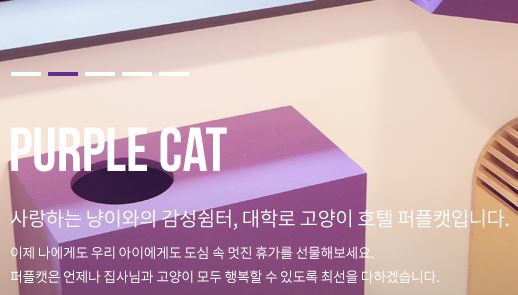 PURPLE CAT
사랑하는 냥이와의 감성쉼터, 대학로 고양이 호텔 퍼플캣입니다.
이제 나에게도 우리 아이에게도 도심 속 멋진 휴가를 선물해보세요.
퍼플캣은 언제나 집사님과 고양이 모두 행복할 수 있도록 최선을 다하겠습니다.